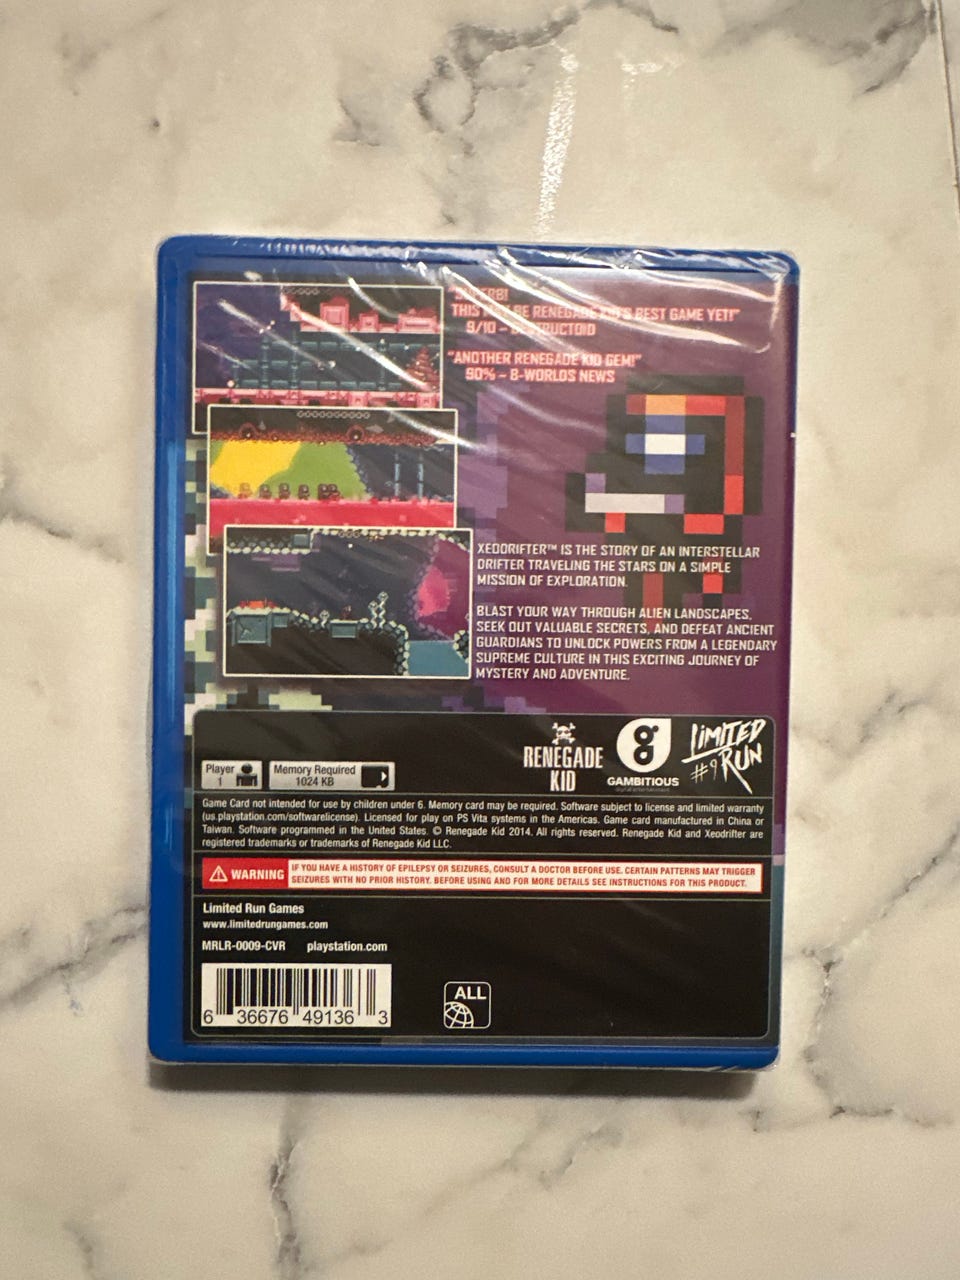 "SUPERB!
THIS MAY BE RENEGADE KID'S BEST GAME YET!"
9/10 – DESTRUCTOID
"ANOTHER RENEGADE KID GEM!"
90% – 8-WORLDS NEWS
XEODRIFTER™ IS THE STORY OF AN INTERSTELLAR
DRIFTER TRAVELING THE STARS ON A SIMPLE
MISSION OF EXPLORATION.
BLAST YOUR WAY THROUGH ALIEN LANDSCAPES,
SEEK OUT VALUABLE SECRETS, AND DEFEAT ANCIENT
GUARDIANS TO UNLOCK POWERS FROM A LEGENDARY
SUPREME CULTURE IN THIS EXCITING JOURNEY OF
MYSTERY AND ADVENTURE.
RENEGADE
KID
g
GAMBITIOUS
digital entertainment
LIMITED
RUN
#9
Player
1
Memory Required
1024 KB
Game Card not intended for use by children under 6. Memory card may be required. Software subject to license and limited warranty
(us.playstation.com/softwarelicense). Licensed for play on PS Vita systems in the Americas. Game card manufactured in China or
Taiwan. Software programmed in the United States. © Renegade Kid 2014. All rights reserved. Renegade Kid and Xeodrifter are
registered trademarks or trademarks of Renegade Kid LLC.
WARNING
IF YOU HAVE A HISTORY OF EPILEPSY OR SEIZURES, CONSULT A DOCTOR BEFORE USE. CERTAIN PATTERNS MAY TRIGGER
SEIZURES WITH NO PRIOR HISTORY. BEFORE USING AND FOR MORE DETAILS SEE INSTRUCTIONS FOR THIS PRODUCT.
Limited Run Games
www.limitedrungames.com
MRLR-0009-CVR playstation.com
6 36676 49136 3
ALL